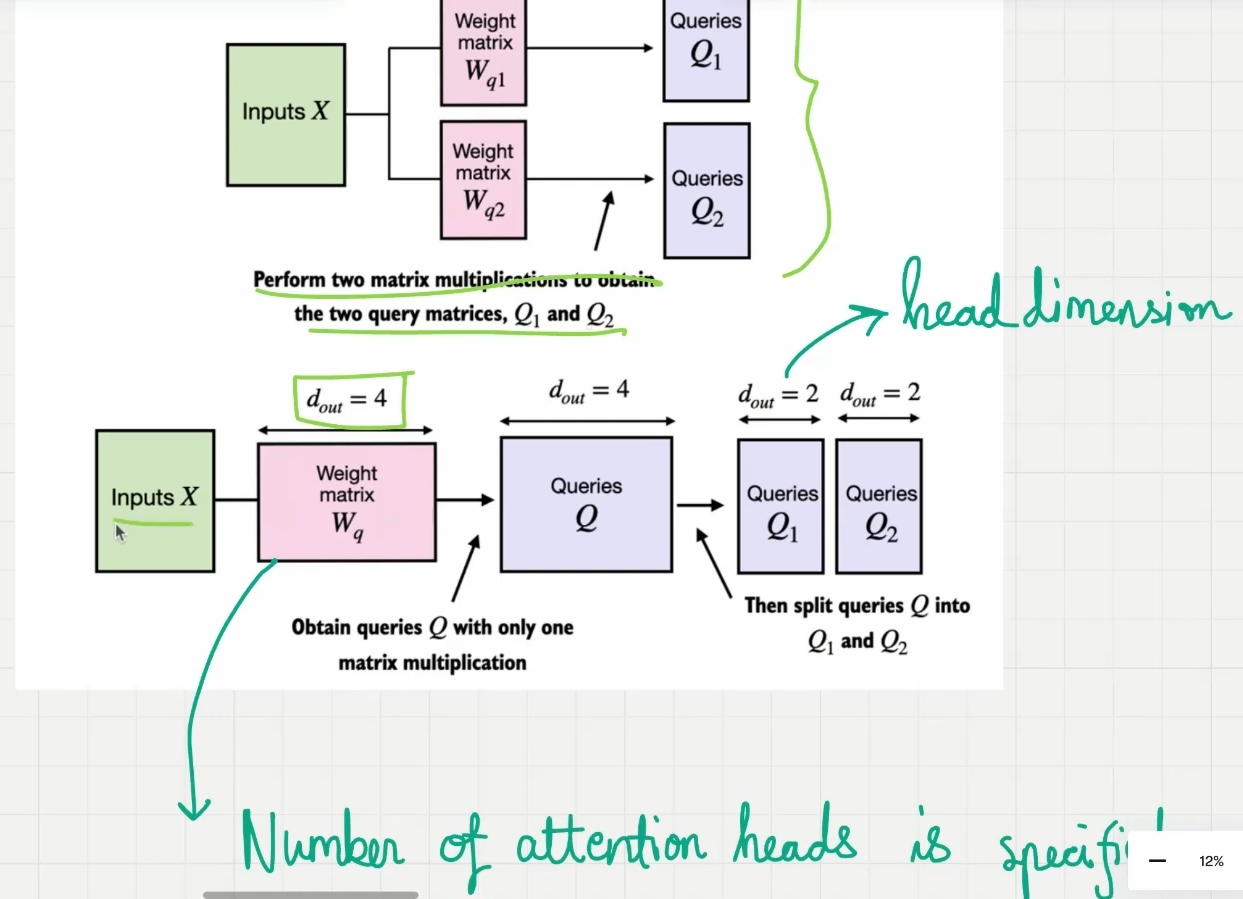 Weight
matrix
Wq1
Queries
Q1
Inputs X
Weight
matrix
Wq2
Queries
Q2
Perform two matrix multiplications to obtain
the two query matrices, Q1 and Q2
head dimension
dout = 4
dout = 4
dout = 2 dout = 2
Inputs X
Weight
matrix
Wq
Queries
Q
Queries
Q1
Queries
Q2
Obtain queries Q with only one
matrix multiplication
Then split queries Q into
Q1 and Q2
Number of attention heads is
12%